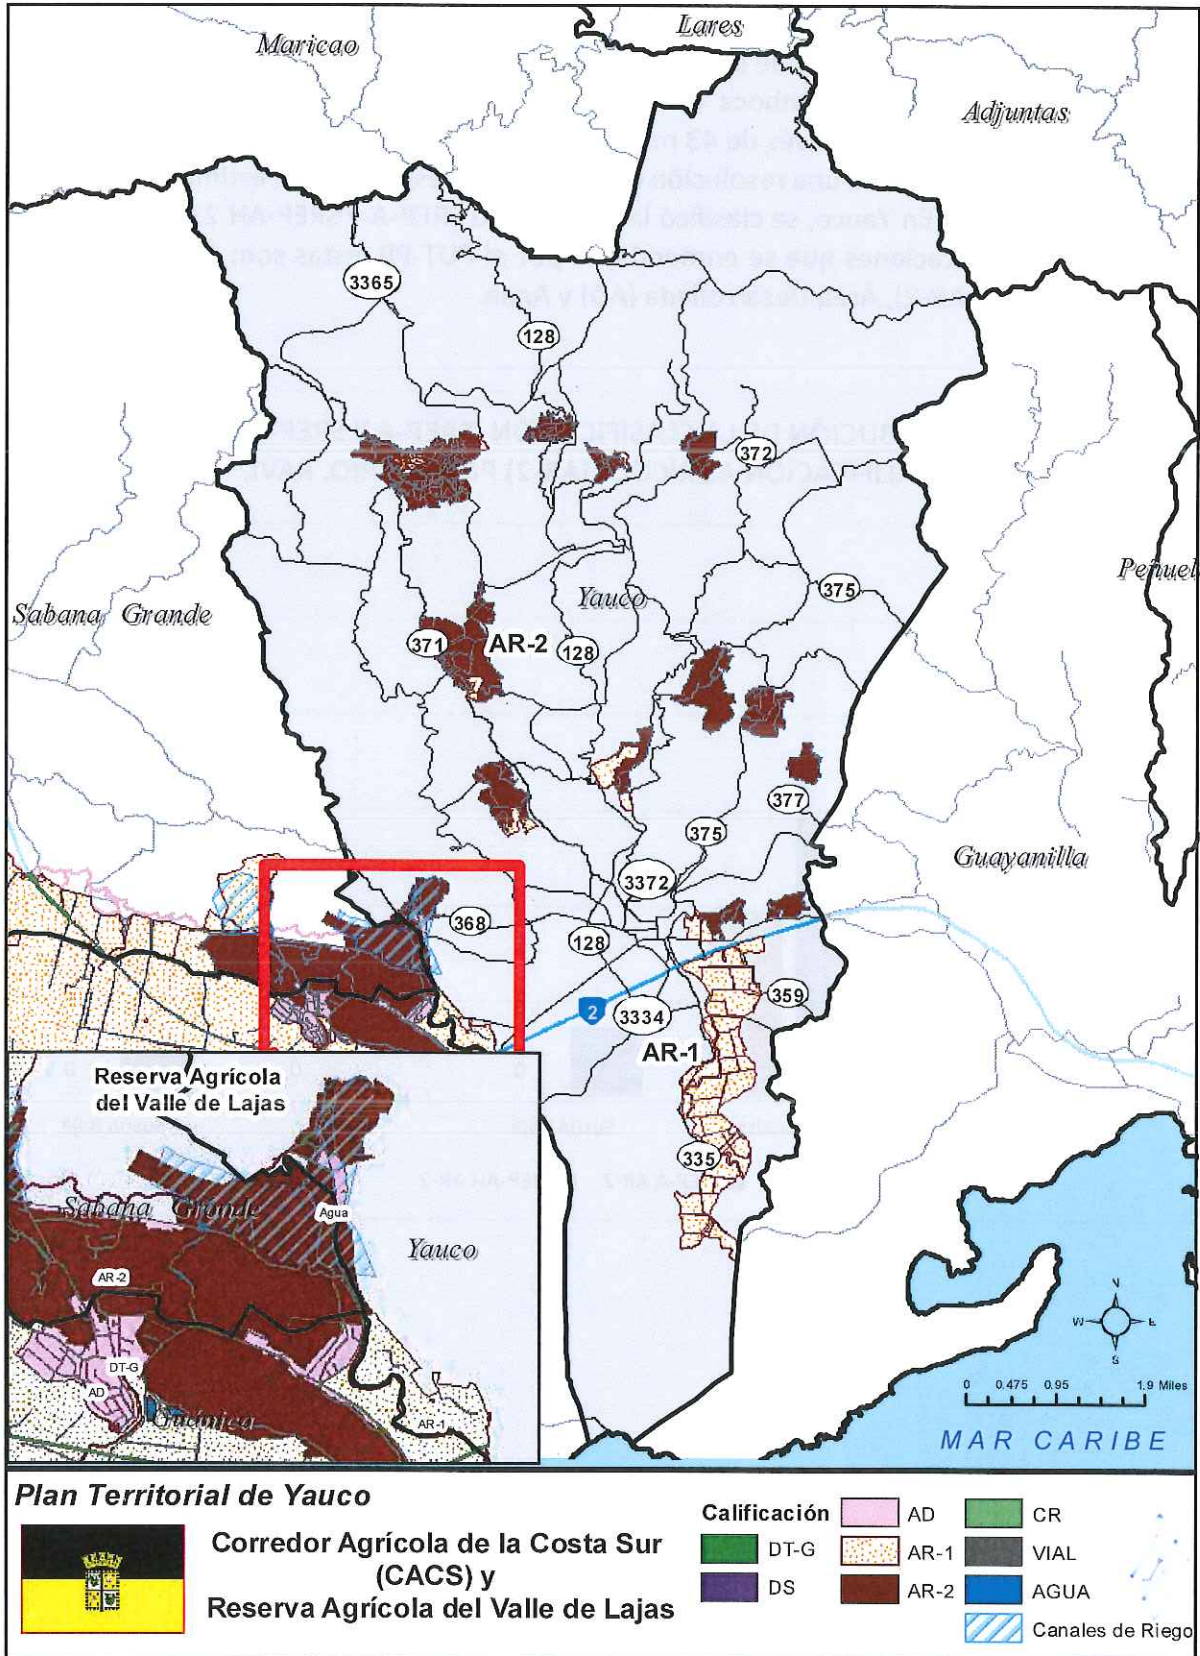 Lares
Maricao
Adjuntas
3365
128
372
Peñuel
375
Yauco
Sabana Grande
371
AR-2
128
377
375
Guayanilla
3372
368
128
359
2
3334
AR-1
335
Reserva Agrícola
del Valle de Lajas
Sabana Grande
Agua
Yauco
AR-2
DT-G
AD
Guánica
AR-1
N
W E
S
0 0.475 0.95 1.9 Miles
MAR CARIBE
Plan Territorial de Yauco
Corredor Agrícola de la Costa Sur
(CACS) y
Reserva Agrícola del Valle de Lajas
Calificación
DT-G
DS
AD
AR-1
AR-2
CR
VIAL
AGUA
Canales de Riego